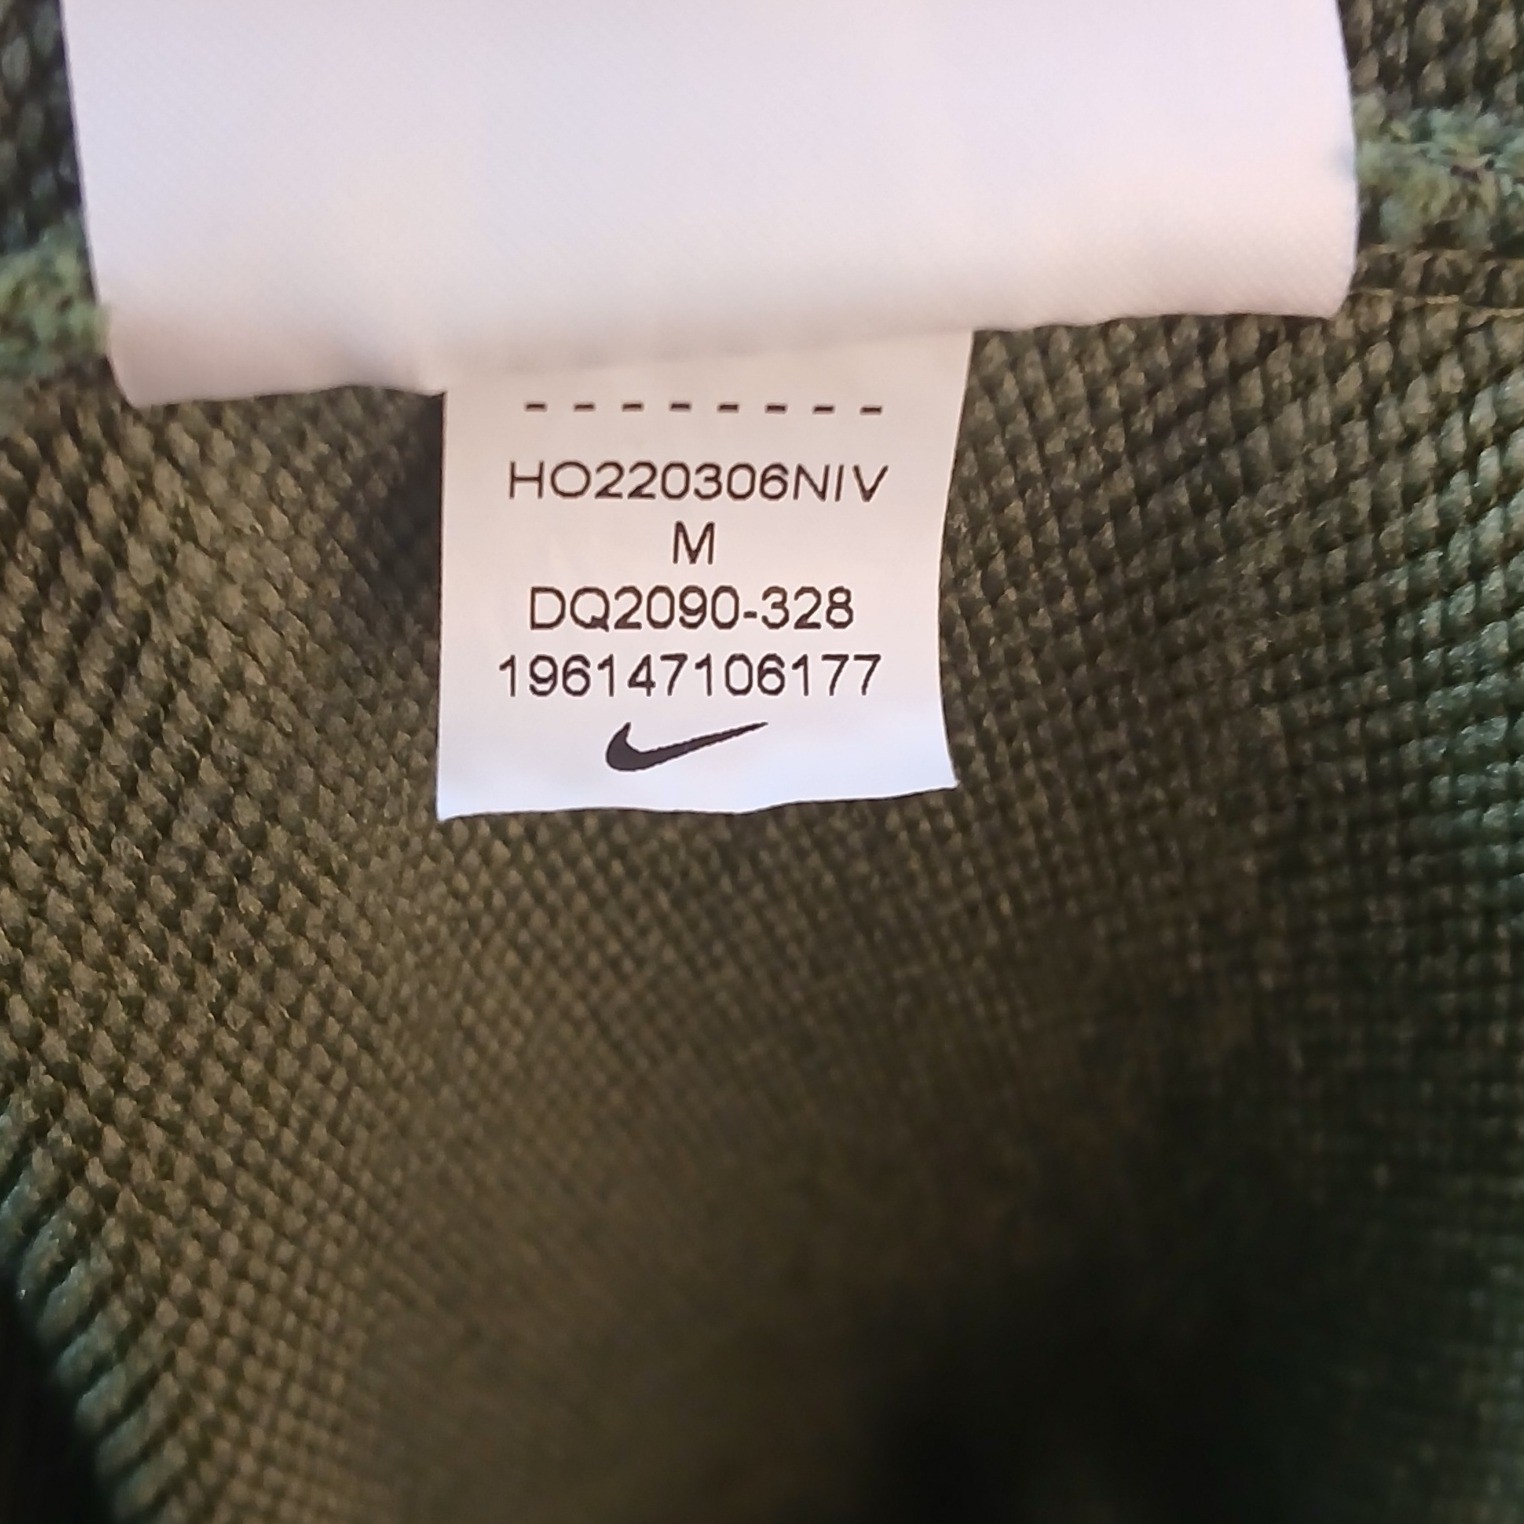 --------
HO220306NIV
M
DQ2090-328
196147106177